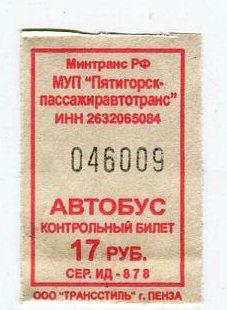 Минтранс РФ
МУП "Пятигорск-
пассажиравтотранс"
ИНН 2632065084
046009
АВТОБУС
КОНТРОЛЬНЫЙ БИЛЕТ
17 РУБ.
СЕР. ИД - 878
ООО "ТРАНССТИЛЬ" г. ПЕНЗА